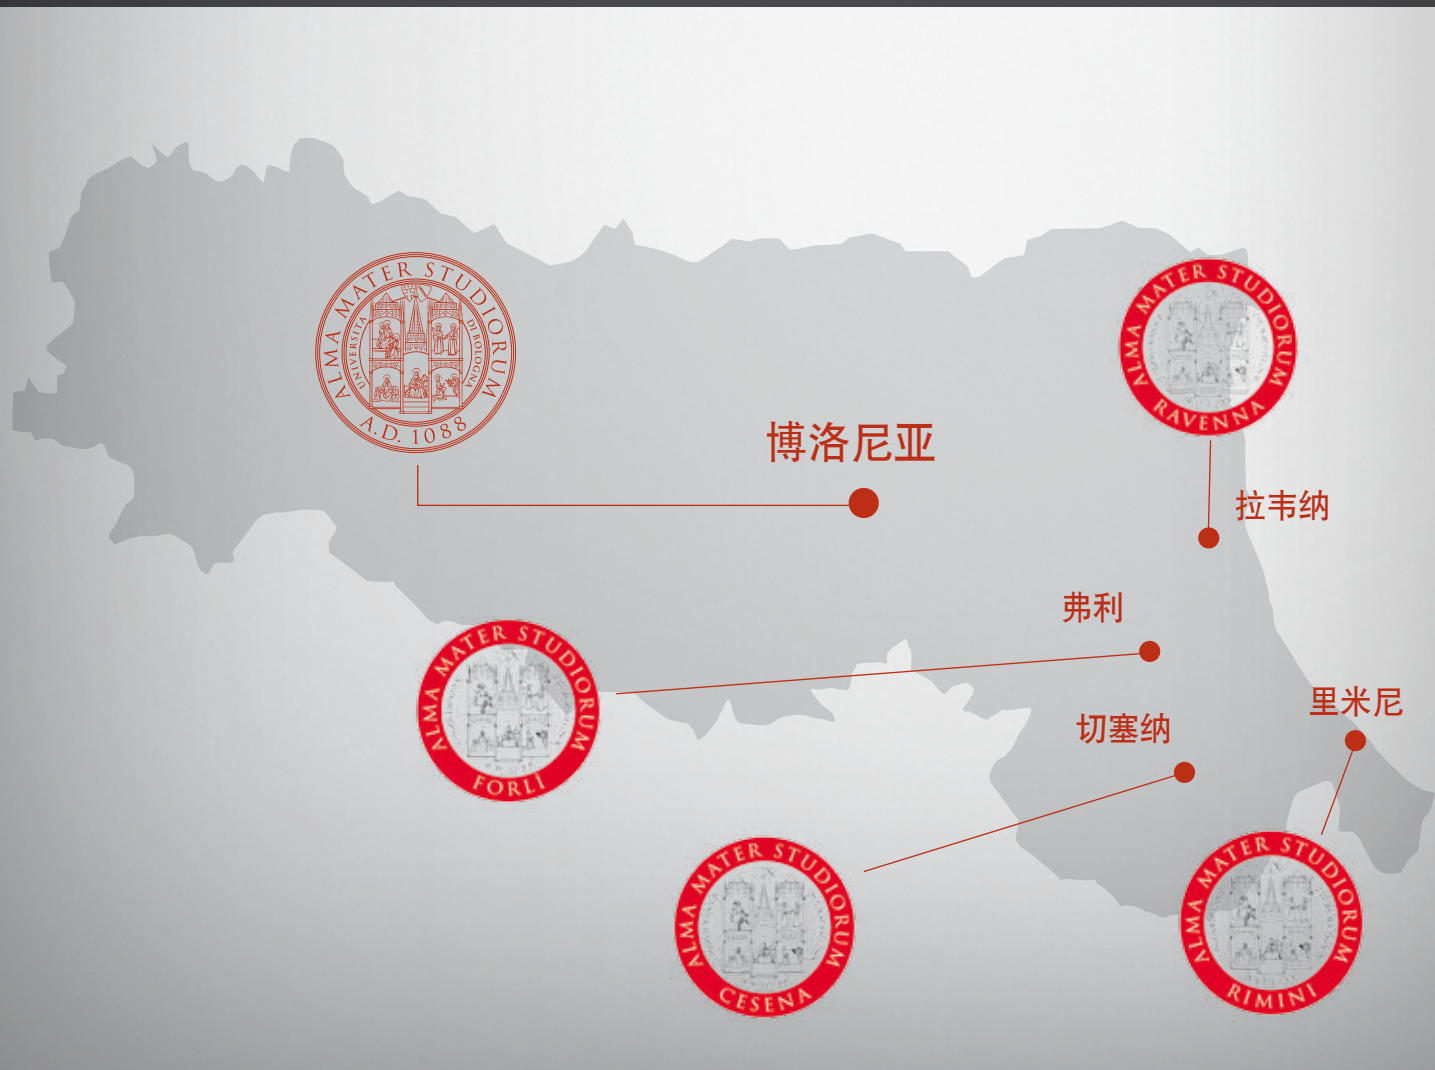 ALMA MATER STUDIORUM
UNIVERSITA DI BOLOGNA
A.D. 1088
博洛尼亚
ALMA MATER STUDIORUM
RAVENNA
拉韦纳
弗利
ALMA MATER STUDIORUM
FORLÌ
里米尼
切塞纳
ALMA MATER STUDIORUM
CESENA
ALMA MATER STUDIORUM
RIMINI